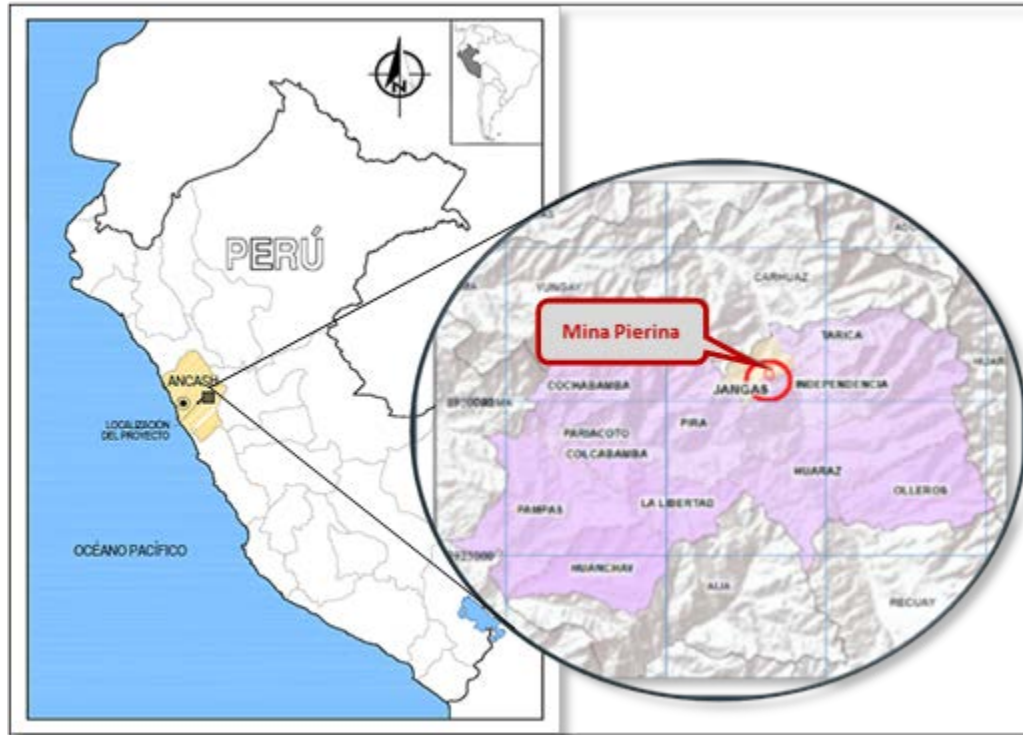 N
PERÚ
ANCASH
LOCALIZACION
DEL PROYECTO
OCÉANO PACÍFICO
YUNGAY
CARHUAZ
Mina Pierina
TARICA
COCHABAMBA
JANGAS
INDEPENDENCIA
PIRA
PARIACOTO
COLCABAMBA
HUARAZ
OLLEROS
PAMPAS
LA LIBERTAD
HUANCHAY
AIJA
RECUAY